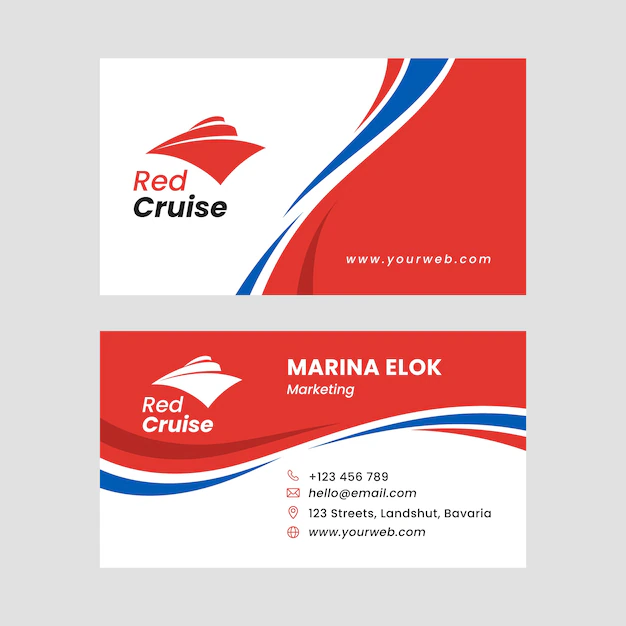 Red
Cruise
www.yourweb.com
Red
Cruise
MARINA ELOK
Marketing
+123 456 789
hello@email.com
123 Streets, Landshut, Bavaria
www.yourweb.com